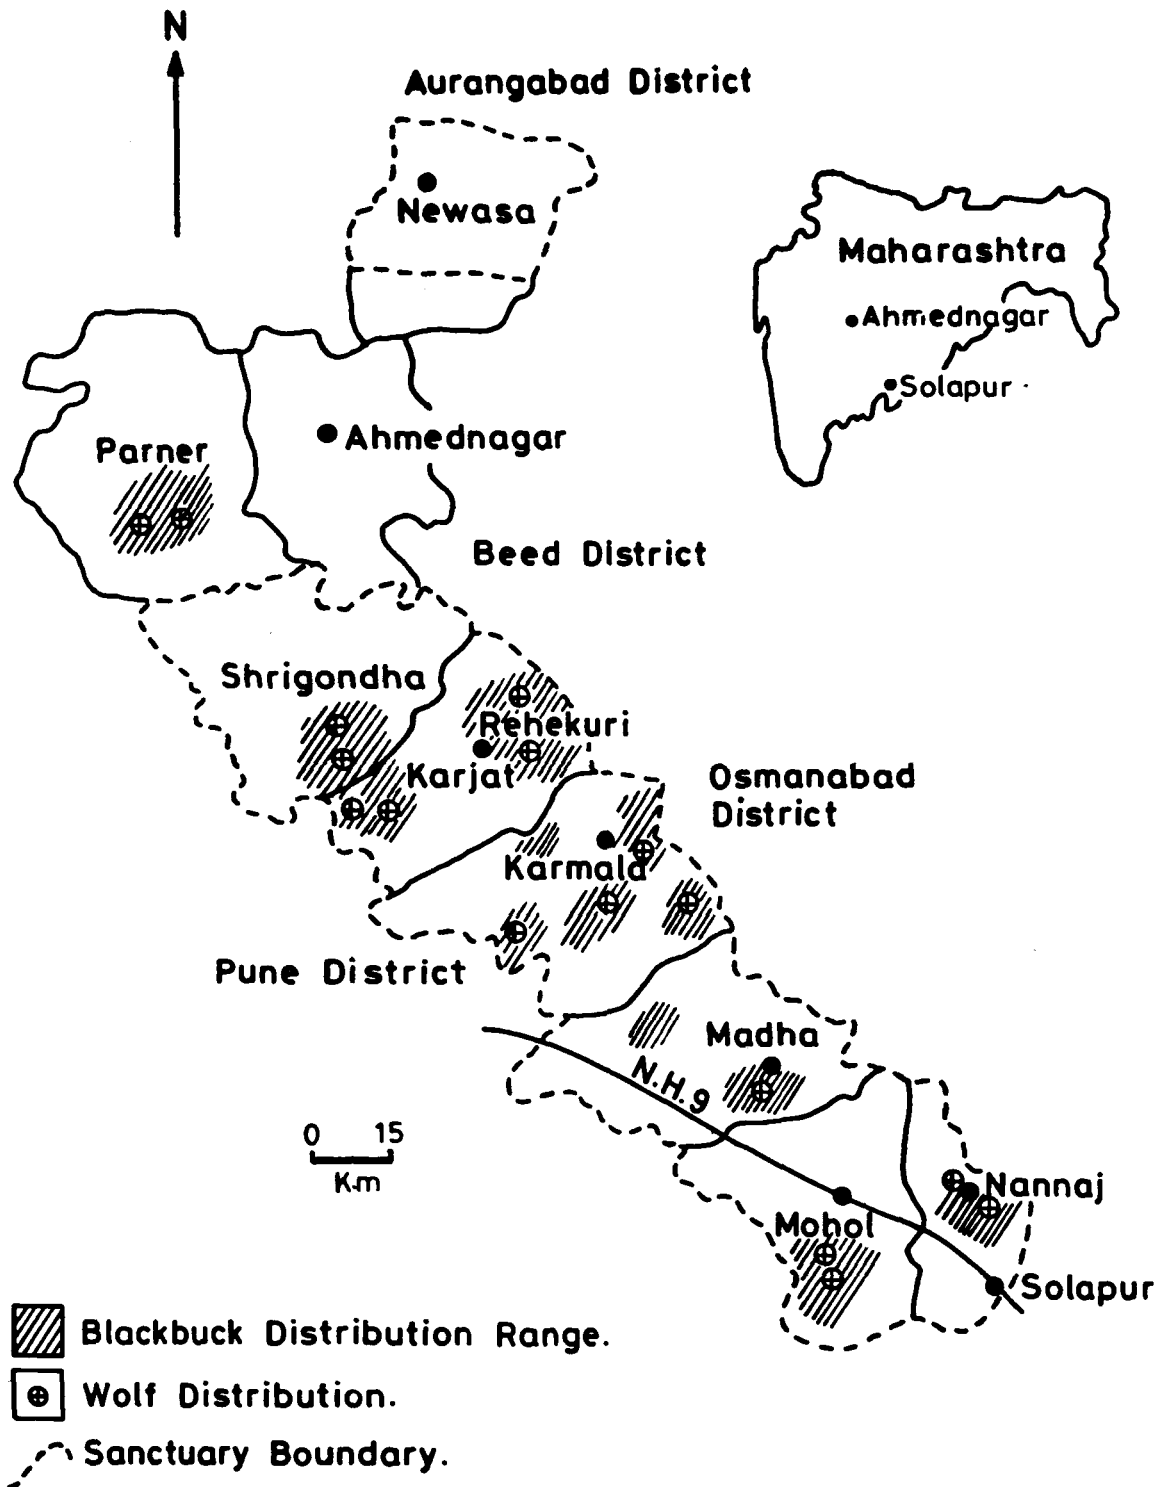 N
Aurangabad District
Newasa
Maharashtra
Ahmednagar
Solapur
Parner
Ahmednagar
Beed District
Shrigondha
Rehekuri
Karjat
Osmanabad
District
Karmala
Pune District
Madha
N.H.9
0 15
Km
Nannaj
Mohol
Solapur
Blackbuck Distribution Range.
Wolf Distribution.
Sanctuary Boundary.